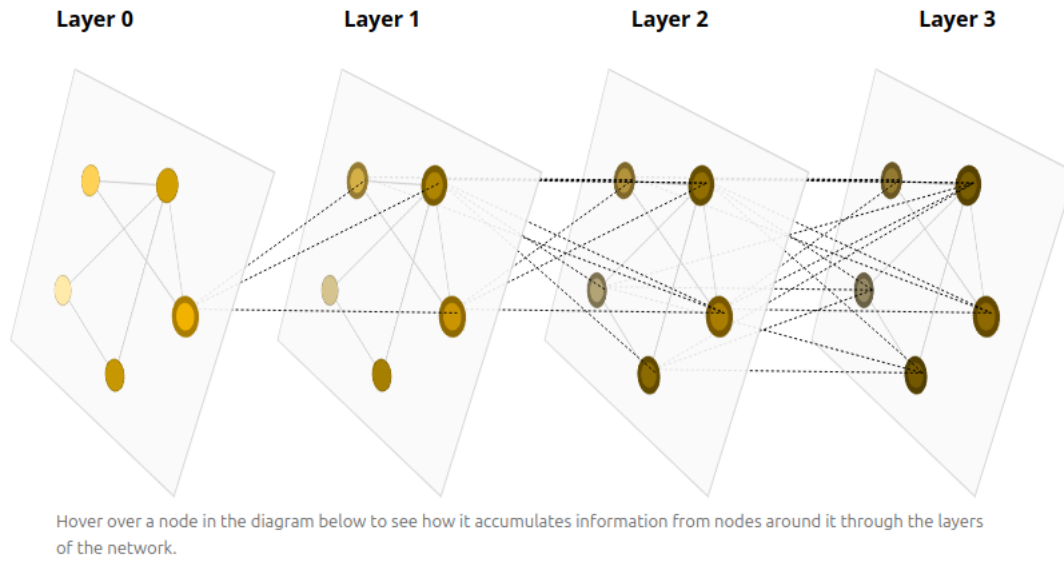 Layer 0 Layer 1 Layer 2 Layer 3
Hover over a node in the diagram below to see how it accumulates information from nodes around it through the layers
of the network.